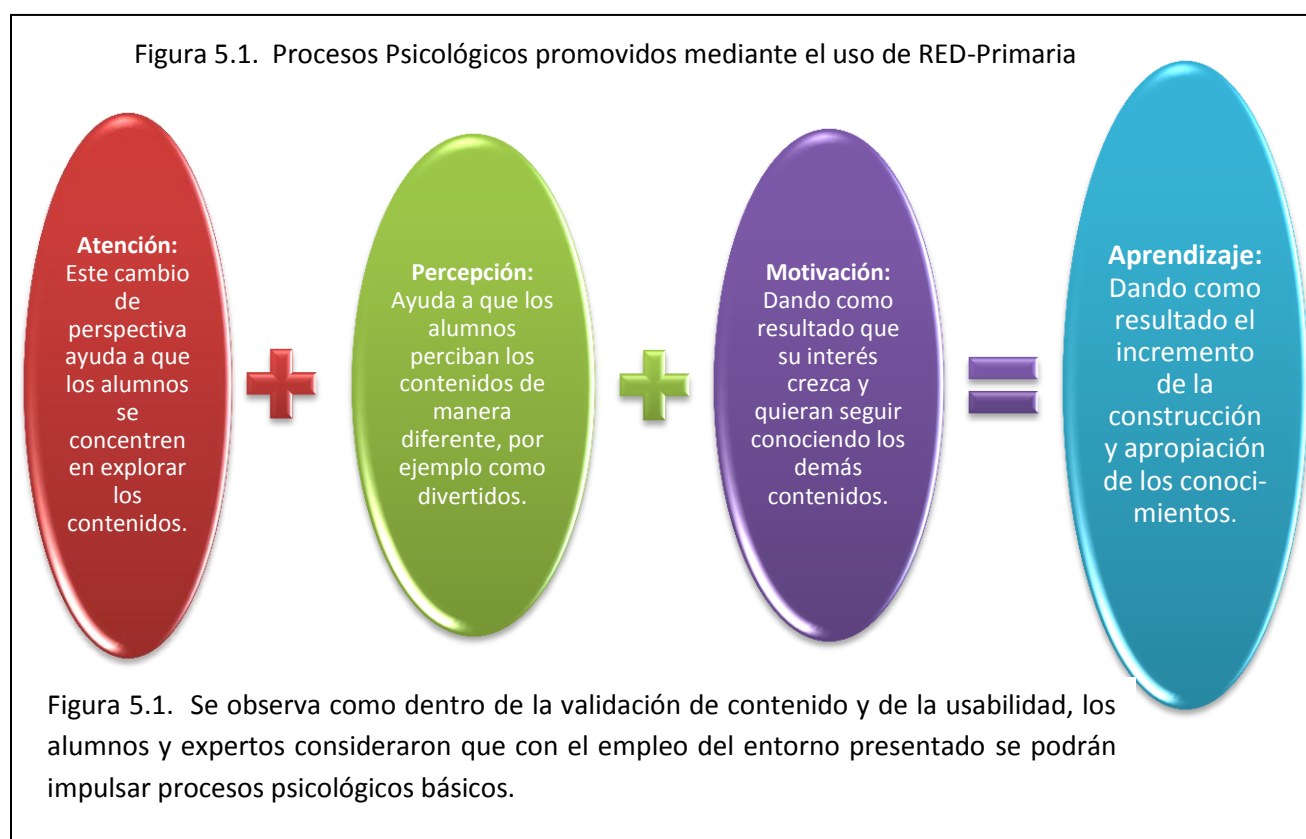 Figura 5.1.  Procesos Psicológicos promovidos mediante el uso de RED-Primaria
Atención:
Este cambio
de
perspectiva
ayuda a que
los alumnos
se
concentren
en explorar
los
contenidos.
Percepción:
Ayuda a que los
alumnos
perciban los
contenidos de
manera
diferente, por
ejemplo como
divertidos.
Motivación:
Dando como
resultado que
su interés
crezca y
quieran seguir
conociendo los
demás
contenidos.
Aprendizaje:
Dando como
resultado el
incremento
de la
construcción
y apropiación
de los conoci-
mientos.
Figura 5.1.  Se observa como dentro de la validación de contenido y de la usabilidad, los
alumnos y expertos consideraron que con el empleo del entorno presentado se podrán
impulsar procesos psicológicos básicos.